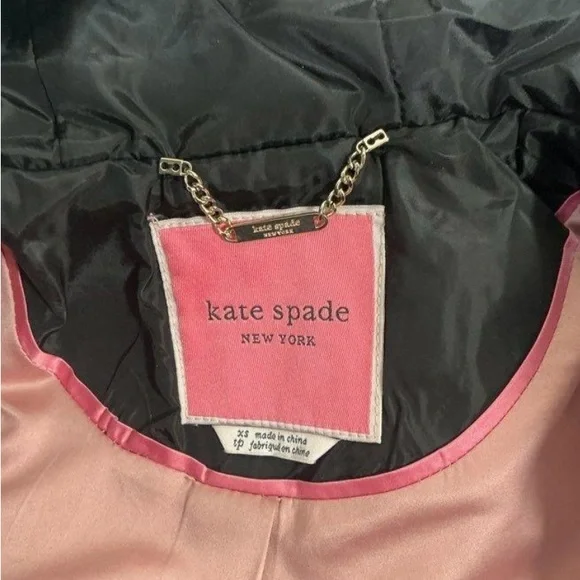 kate spade
NEW YORK
kate spade
NEW YORK
xs made in china
tp fabriqué en chine